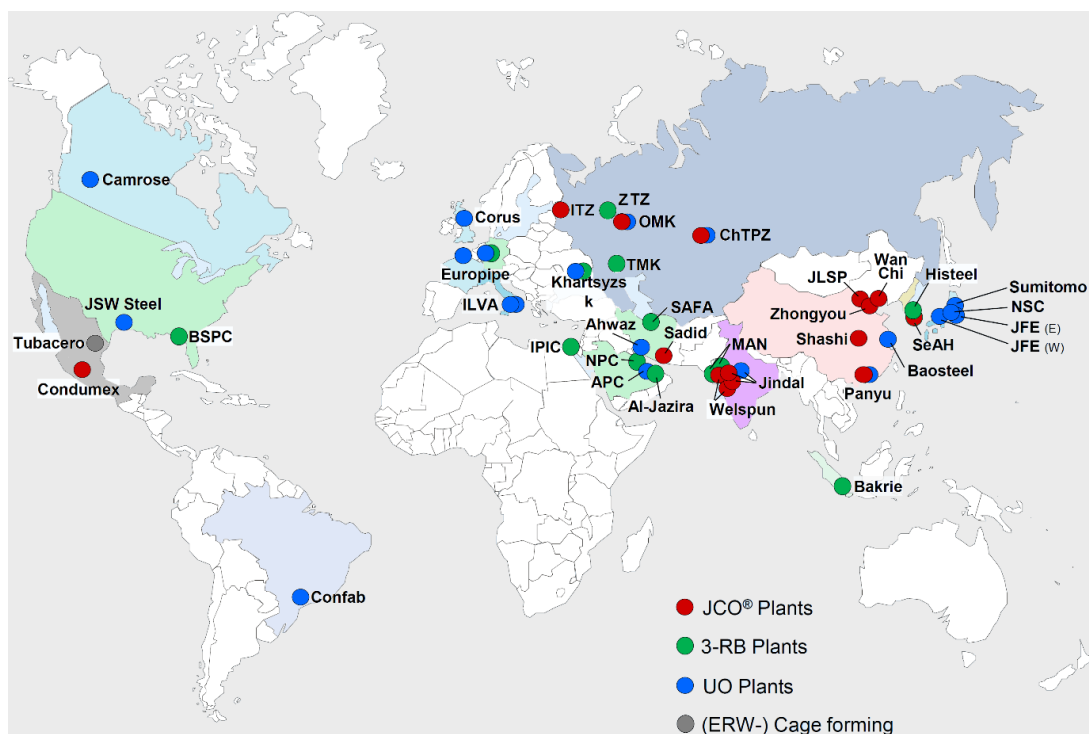 Camrose
JSW Steel
BSPC
Tubacero
Condumex
Confab
Corus
Europipe
ILVA
ITZ
ZTZ
OMK
ChTPZ
TMK
Khartsyzs
k
SAFA
Ahwaz
Sadid
IPIC
NPC
APC
Al-Jazira
MAN
Jindal
Welspun
JLSP
Wan
Chi
Histeel
Zhongyou
Shashi
Sumitomo
NSC
JFE (E)
JFE (W)
SeAH
Baosteel
Panyu
Bakrie
JCO® Plants
3-RB Plants
UO Plants
(ERW-) Cage forming